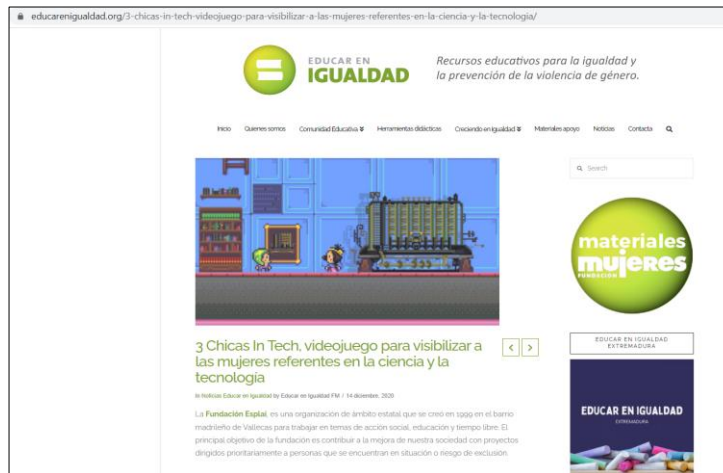 educarenigualdad.org/3-chicas-in-tech-videojuego-para-visibilizar-a-las-mujeres-referentes-en-la-ciencia-y-la-tecnologia/
EDUCAR EN
IGUALDAD
Recursos educativos para la igualdad y
la prevención de la violencia de género.
Inicio Quienes somos Comunidad Educativa Herramientas didácticas Creciendo en igualdad Materiales apoyo Noticias Contacta
Search
materiales
mujeres
FUNDACIÓN
3 Chicas In Tech, videojuego para visibilizar a
las mujeres referentes en la ciencia y la
tecnología
In Noticias Educar en Igualdad by Educar en Igualdad FM / 14 diciembre, 2020
La Fundación Esplai, es una organización de ámbito estatal que se creó en 1999 en el barrio
madrileño de Vallecas para trabajar en temas de acción social, educación y tiempo libre. El
principal objetivo de la fundación es contribuir a la mejora de nuestra sociedad con proyectos
dirigidos prioritariamente a personas que se encuentran en situación o riesgo de exclusión.
EDUCAR EN IGUALDAD
EXTREMADURA
EDUCAR EN IGUALDAD
EXTREMADURA